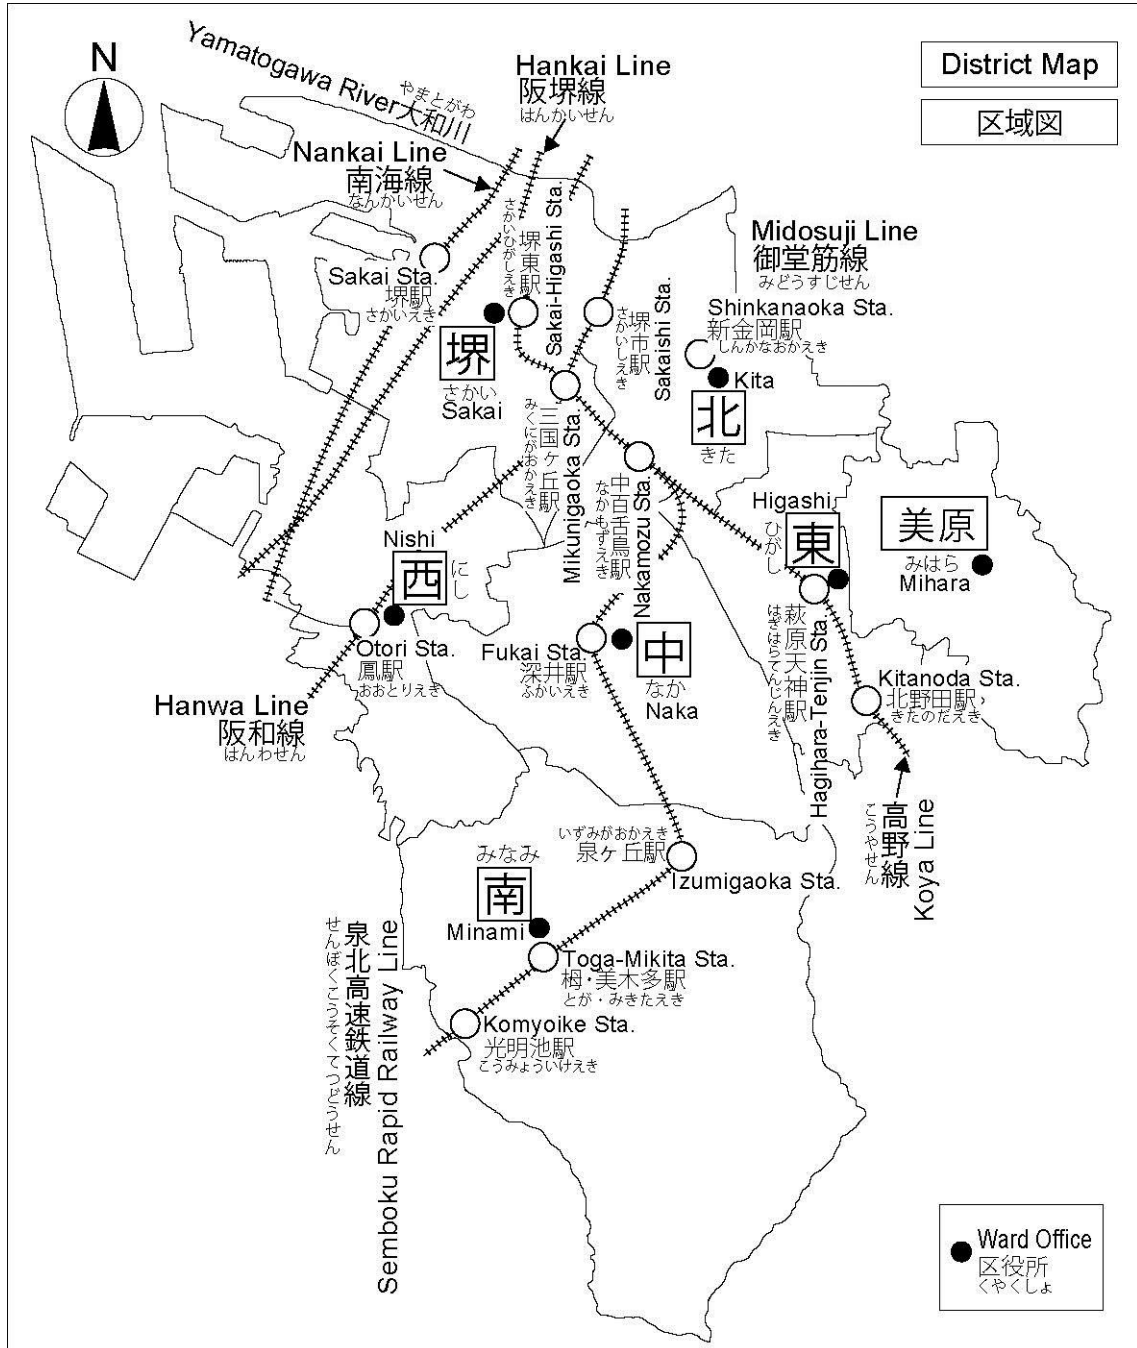 N
Yamatogawa River大和川
やまとがわ
Hankai Line
阪堺線
はんかいせん
District Map
区域図
Nankai Line
南海線
なんかいせん
Sakai Sta.
堺駅
さかいえき
さかいひがしえき
堺東駅
Sakai-Higashi Sta.
さかいしえき
堺市駅
Sakaishi Sta.
Midosuji Line
御堂筋線
みどうすじせん
Shinkanaoka Sta.
新金岡駅
しんかなおかえき
Kita
北
きた
堺
さかい
Sakai
みくにがおかえき
三国ヶ丘駅
Mikunigaoka Sta.
なかもずえき
中百舌鳥駅
Nakamozu Sta.
Higashi
ひがし
東
美原
みはら
Mihara
Nishi
西
にし
Otori Sta.
鳳駅
おおとりえき
Hanwa Line
阪和線
はんわせん
Fukai Sta.
深井駅
ふかいえき
中
なか
Naka
はぎはらてんじんえき
萩原天神駅
Hagihara-Tenjin Sta.
Kitanoda Sta.
北野田駅
きたのだえき
こうやせん
高野線
Koya Line
いずみがおかえき
泉ヶ丘駅
Izumigaoka Sta.
みなみ
南
Minami
Toga-Mikita Sta.
栂・美木多駅
とが・みきたえき
Komyoike Sta.
光明池駅
こうみょういけえき
せんぼくこうそくてつどうせん
泉北高速鉄道線
Semboku Rapid Railway Line
Ward Office
区役所
くやくしょ